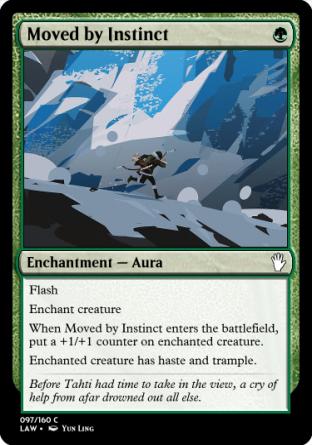 Moved by Instinct
Enchantment — Aura
Flash
Enchant creature
When Moved by Instinct enters the battlefield,
put a +1/+1 counter on enchanted creature.
Enchanted creature has haste and trample.
Before Tahti had time to take in the view, a cry of
help from afar drowned out all else.
097/160 C
LAW • Yun Ling